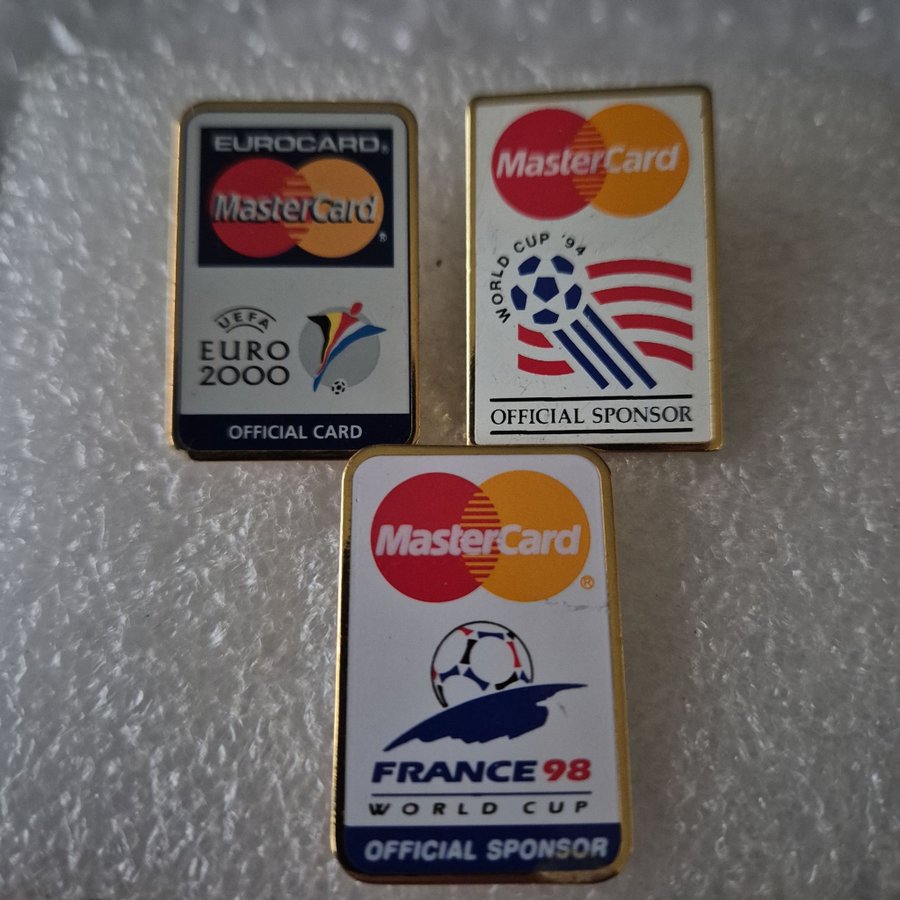 EUROCARD®
MasterCard
®
UEFA
EURO
2000
OFFICIAL CARD
MasterCard
WORLD CUP '94
OFFICIAL SPONSOR
MasterCard
®
FRANCE 98
WORLD CUP
OFFICIAL SPONSOR